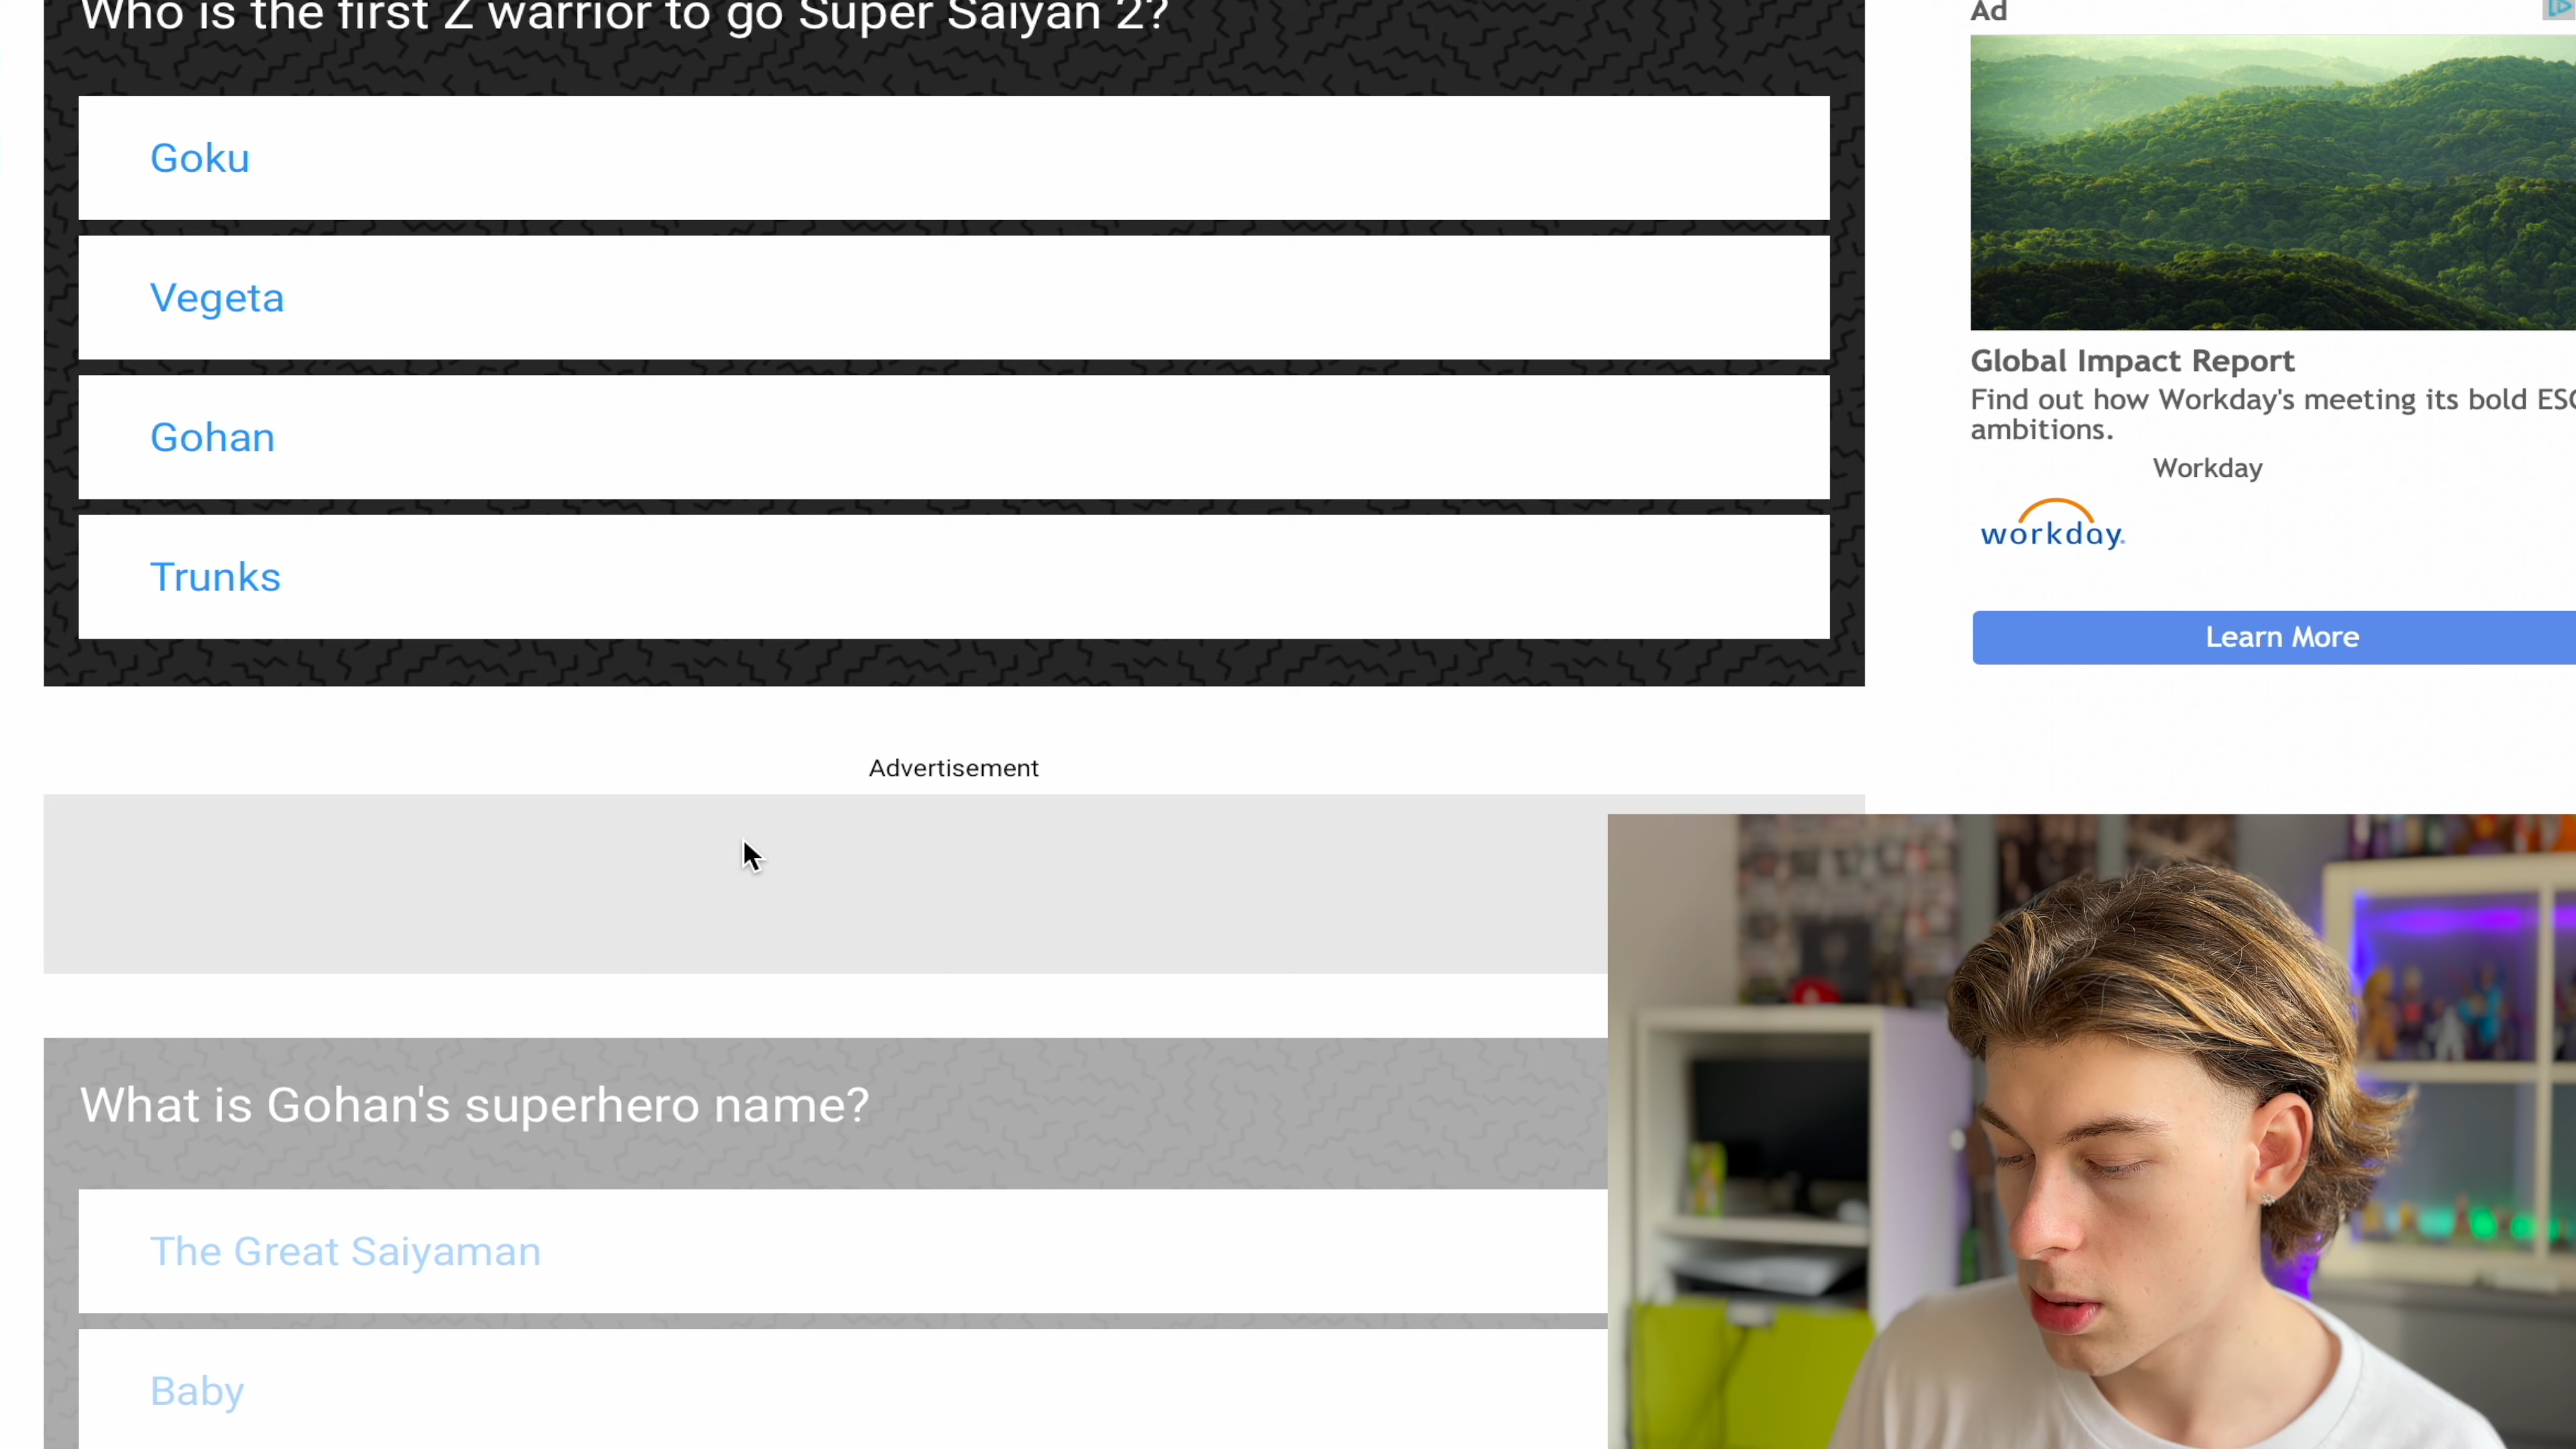 Who is the first Z warrior to go Super Saiyan 2?
Goku
Vegeta
Gohan
Trunks
Advertisement
What is Gohan's superhero name?
The Great Saiyaman
Baby
Ad
Global Impact Report
Find out how Workday's meeting its bold ESG
ambitions.
Workday
workday.
Learn More